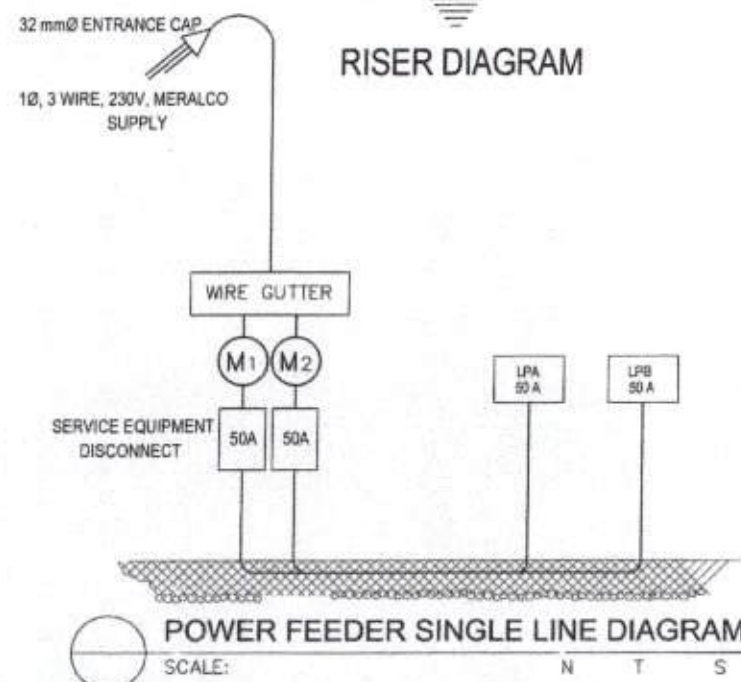 32 mmØ ENTRANCE CAP
RISER DIAGRAM
1Ø, 3 WIRE, 230V, MERALCO
SUPPLY
WIRE GUTTER
M1
M2
LPA
50 A
LPB
50 A
SERVICE EQUIPMENT
DISCONNECT
50A
50A
POWER FEEDER SINGLE LINE DIAGRAM
SCALE:
N T S